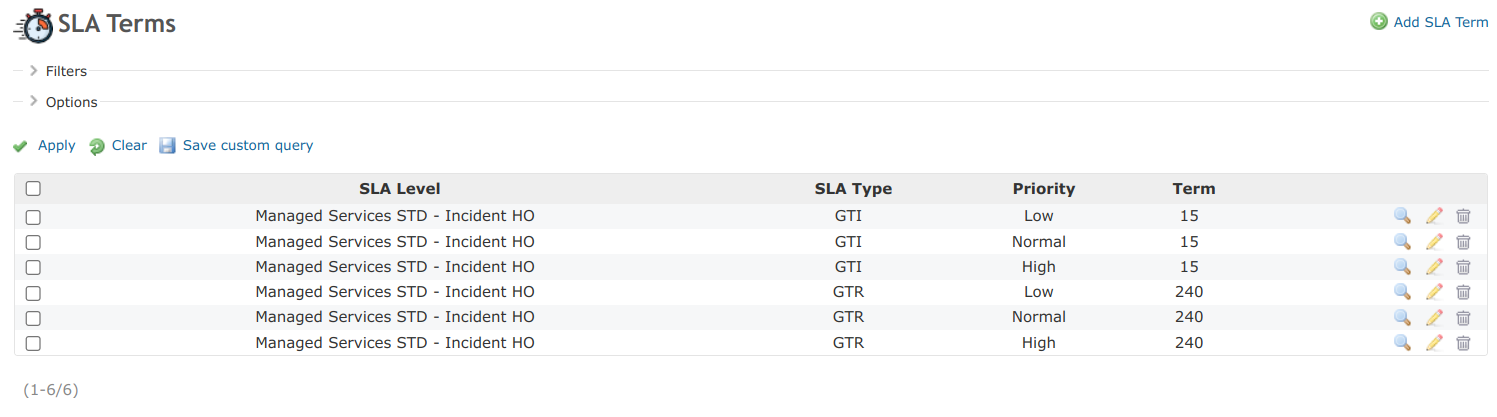 SLA Terms
Add SLA Term
Filters
Options
Apply Clear Save custom query
SLA Level SLA Type Priority Term
Managed Services STD - Incident HO GTI Low 15
Managed Services STD - Incident HO GTI Normal 15
Managed Services STD - Incident HO GTI High 15
Managed Services STD - Incident HO GTR Low 240
Managed Services STD - Incident HO GTR Normal 240
Managed Services STD - Incident HO GTR High 240
(1-6/6)